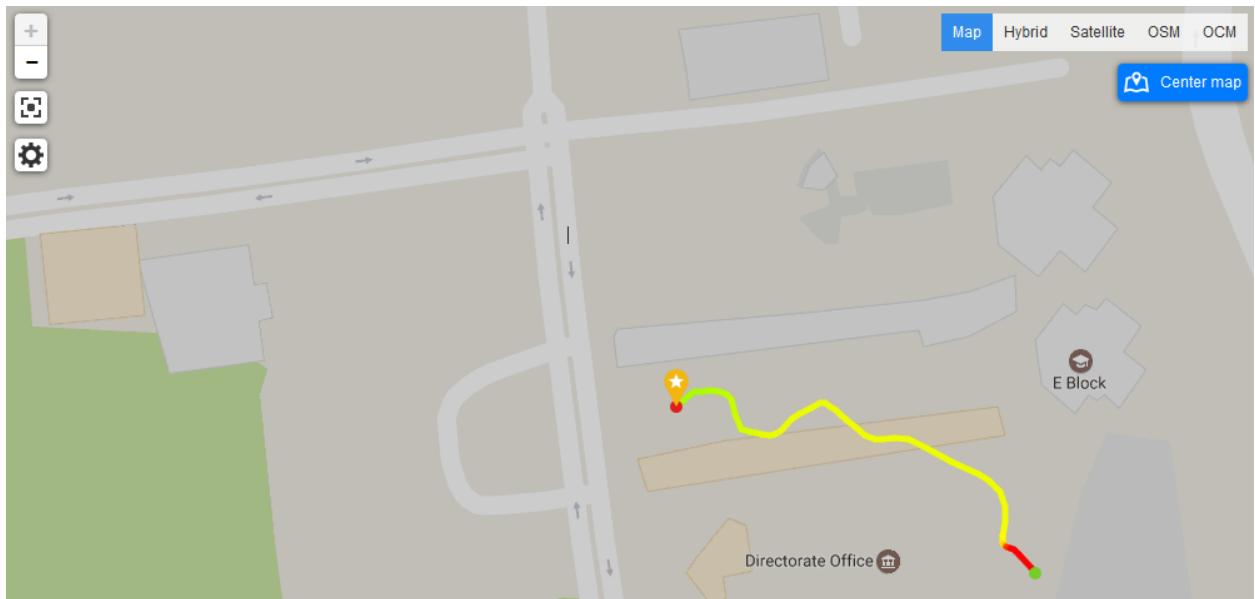 Map Hybrid Satellite OSM OCM
Center map
E Block
Directorate Office